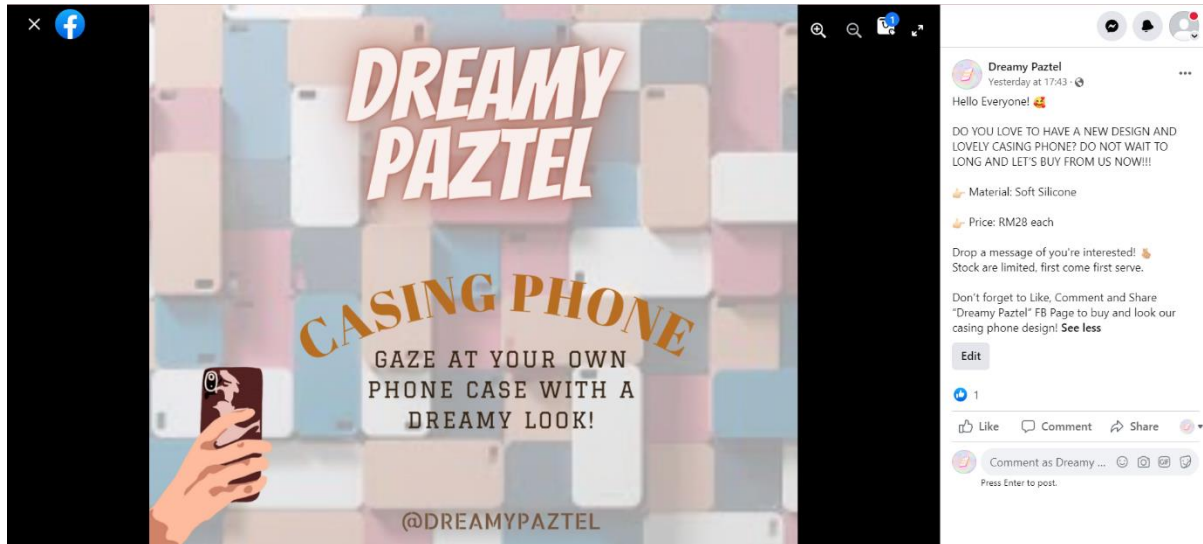 DREAMY
PAZTEL
CASING PHONE
GAZE AT YOUR OWN
PHONE CASE WITH A
DREAMY LOOK!
@DREAMYPAZTEL
1
Dreamy Paztel
Yesterday at 17:43 ·
Hello Everyone! 🥰
DO YOU LOVE TO HAVE A NEW DESIGN AND
LOVELY CASING PHONE? DO NOT WAIT TO
LONG AND LET'S BUY FROM US NOW!!!
👉🏻 Material: Soft Silicone
👉🏻 Price: RM28 each
Drop a message of you're interested! 👋🏼
Stock are limited, first come first serve.
Don't forget to Like, Comment and Share
"Dreamy Paztel" FB Page to buy and look our
casing phone design! See less
Edit
1
Like Comment Share
Comment as Dreamy ... GIF
Press Enter to post.